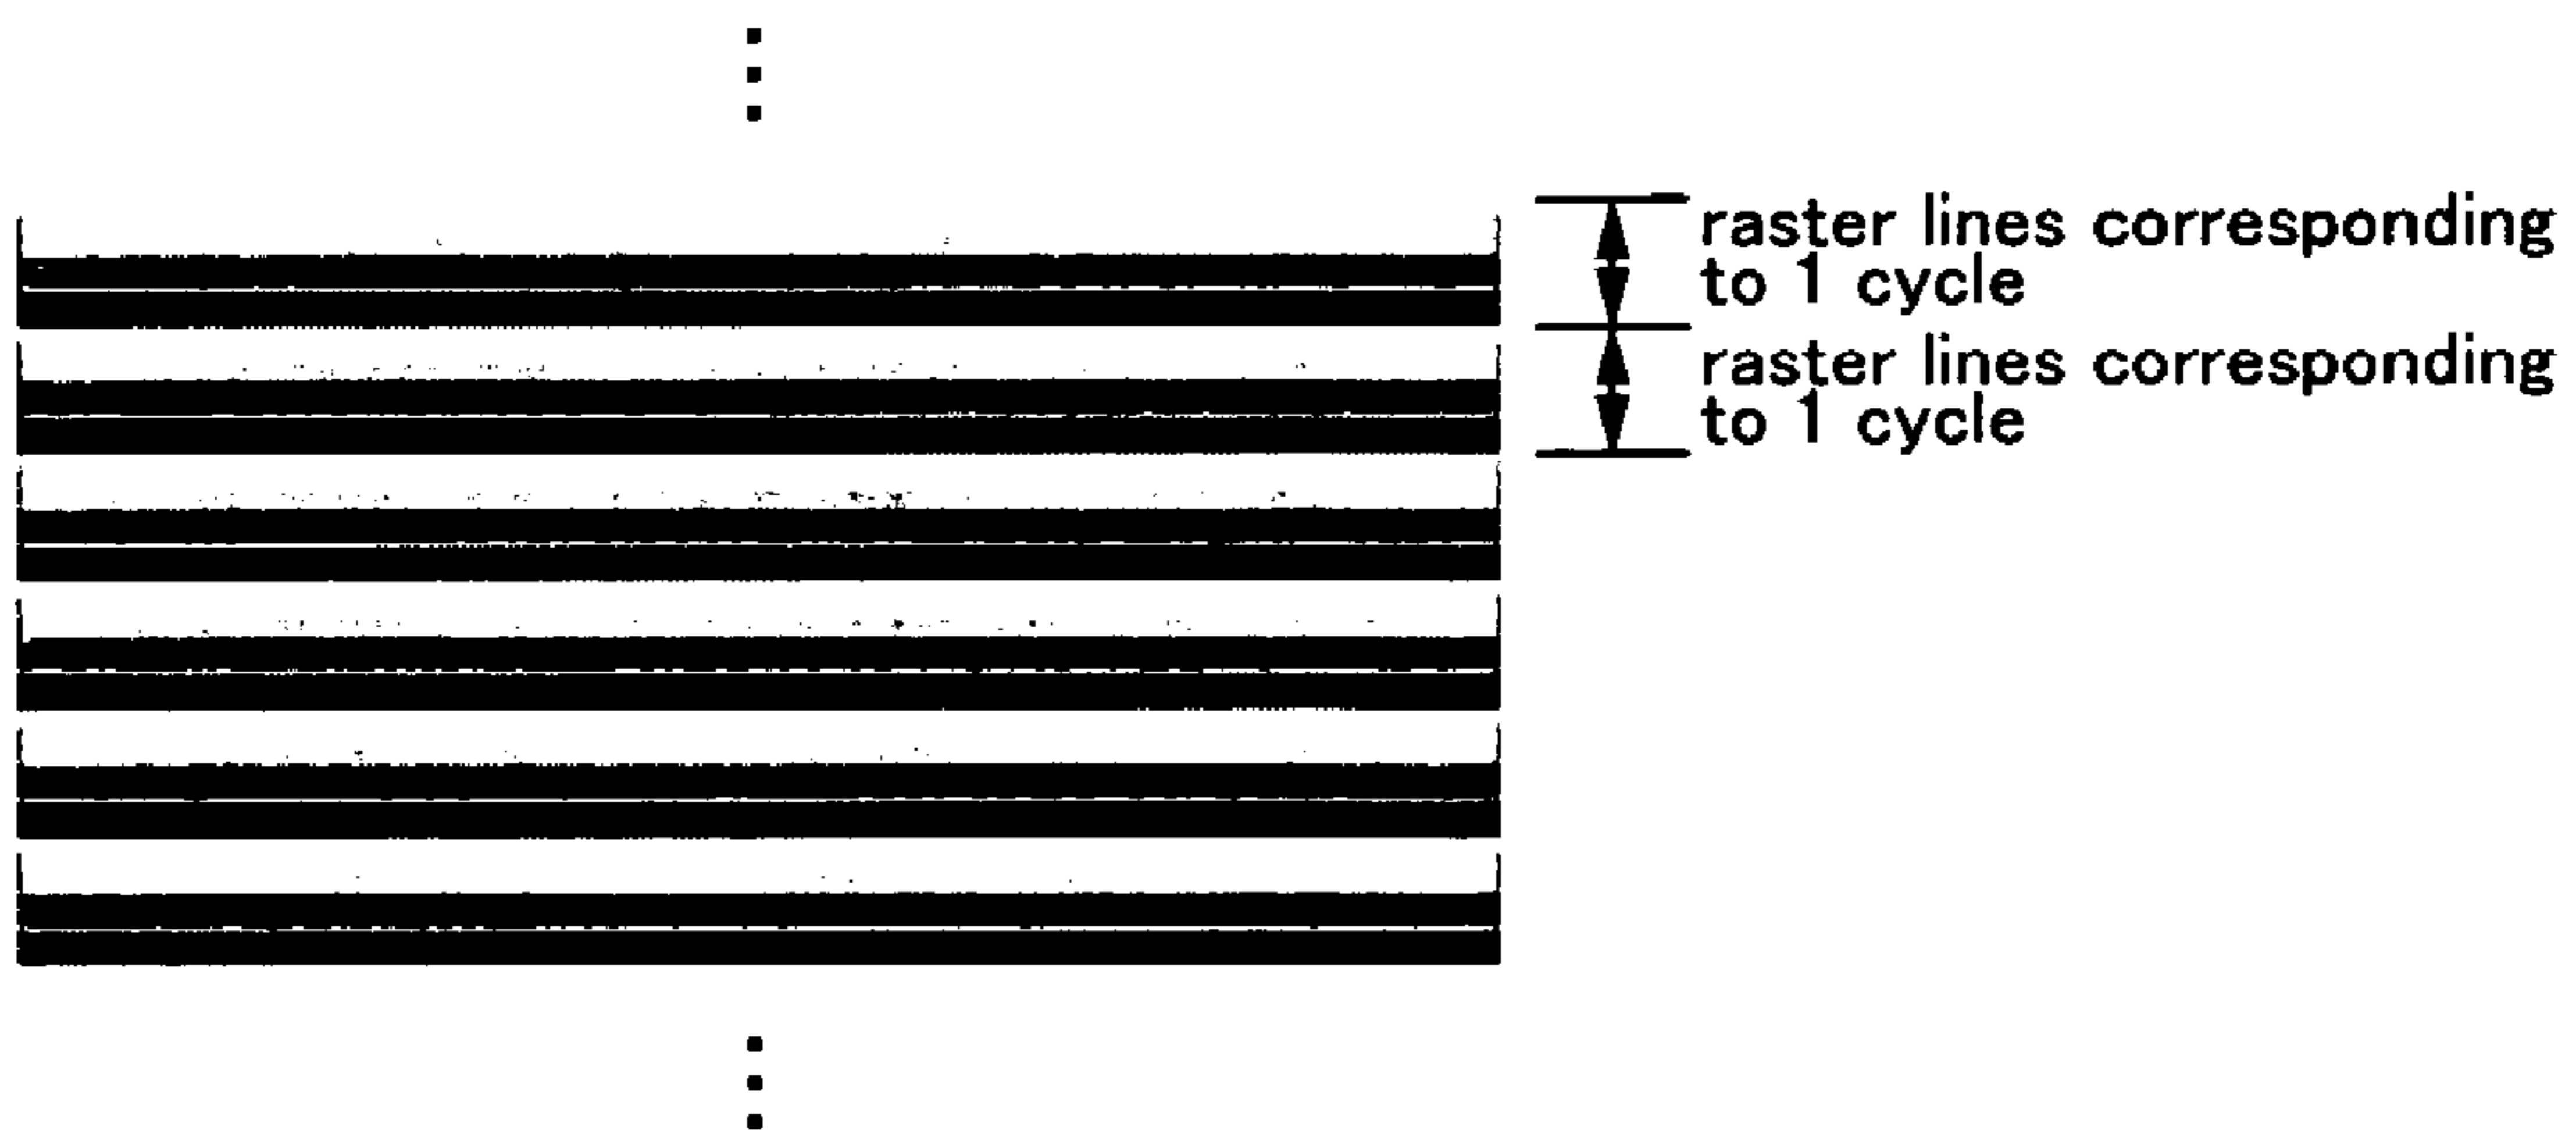 raster lines corresponding
to 1 cycle
raster lines corresponding
to 1 cycle